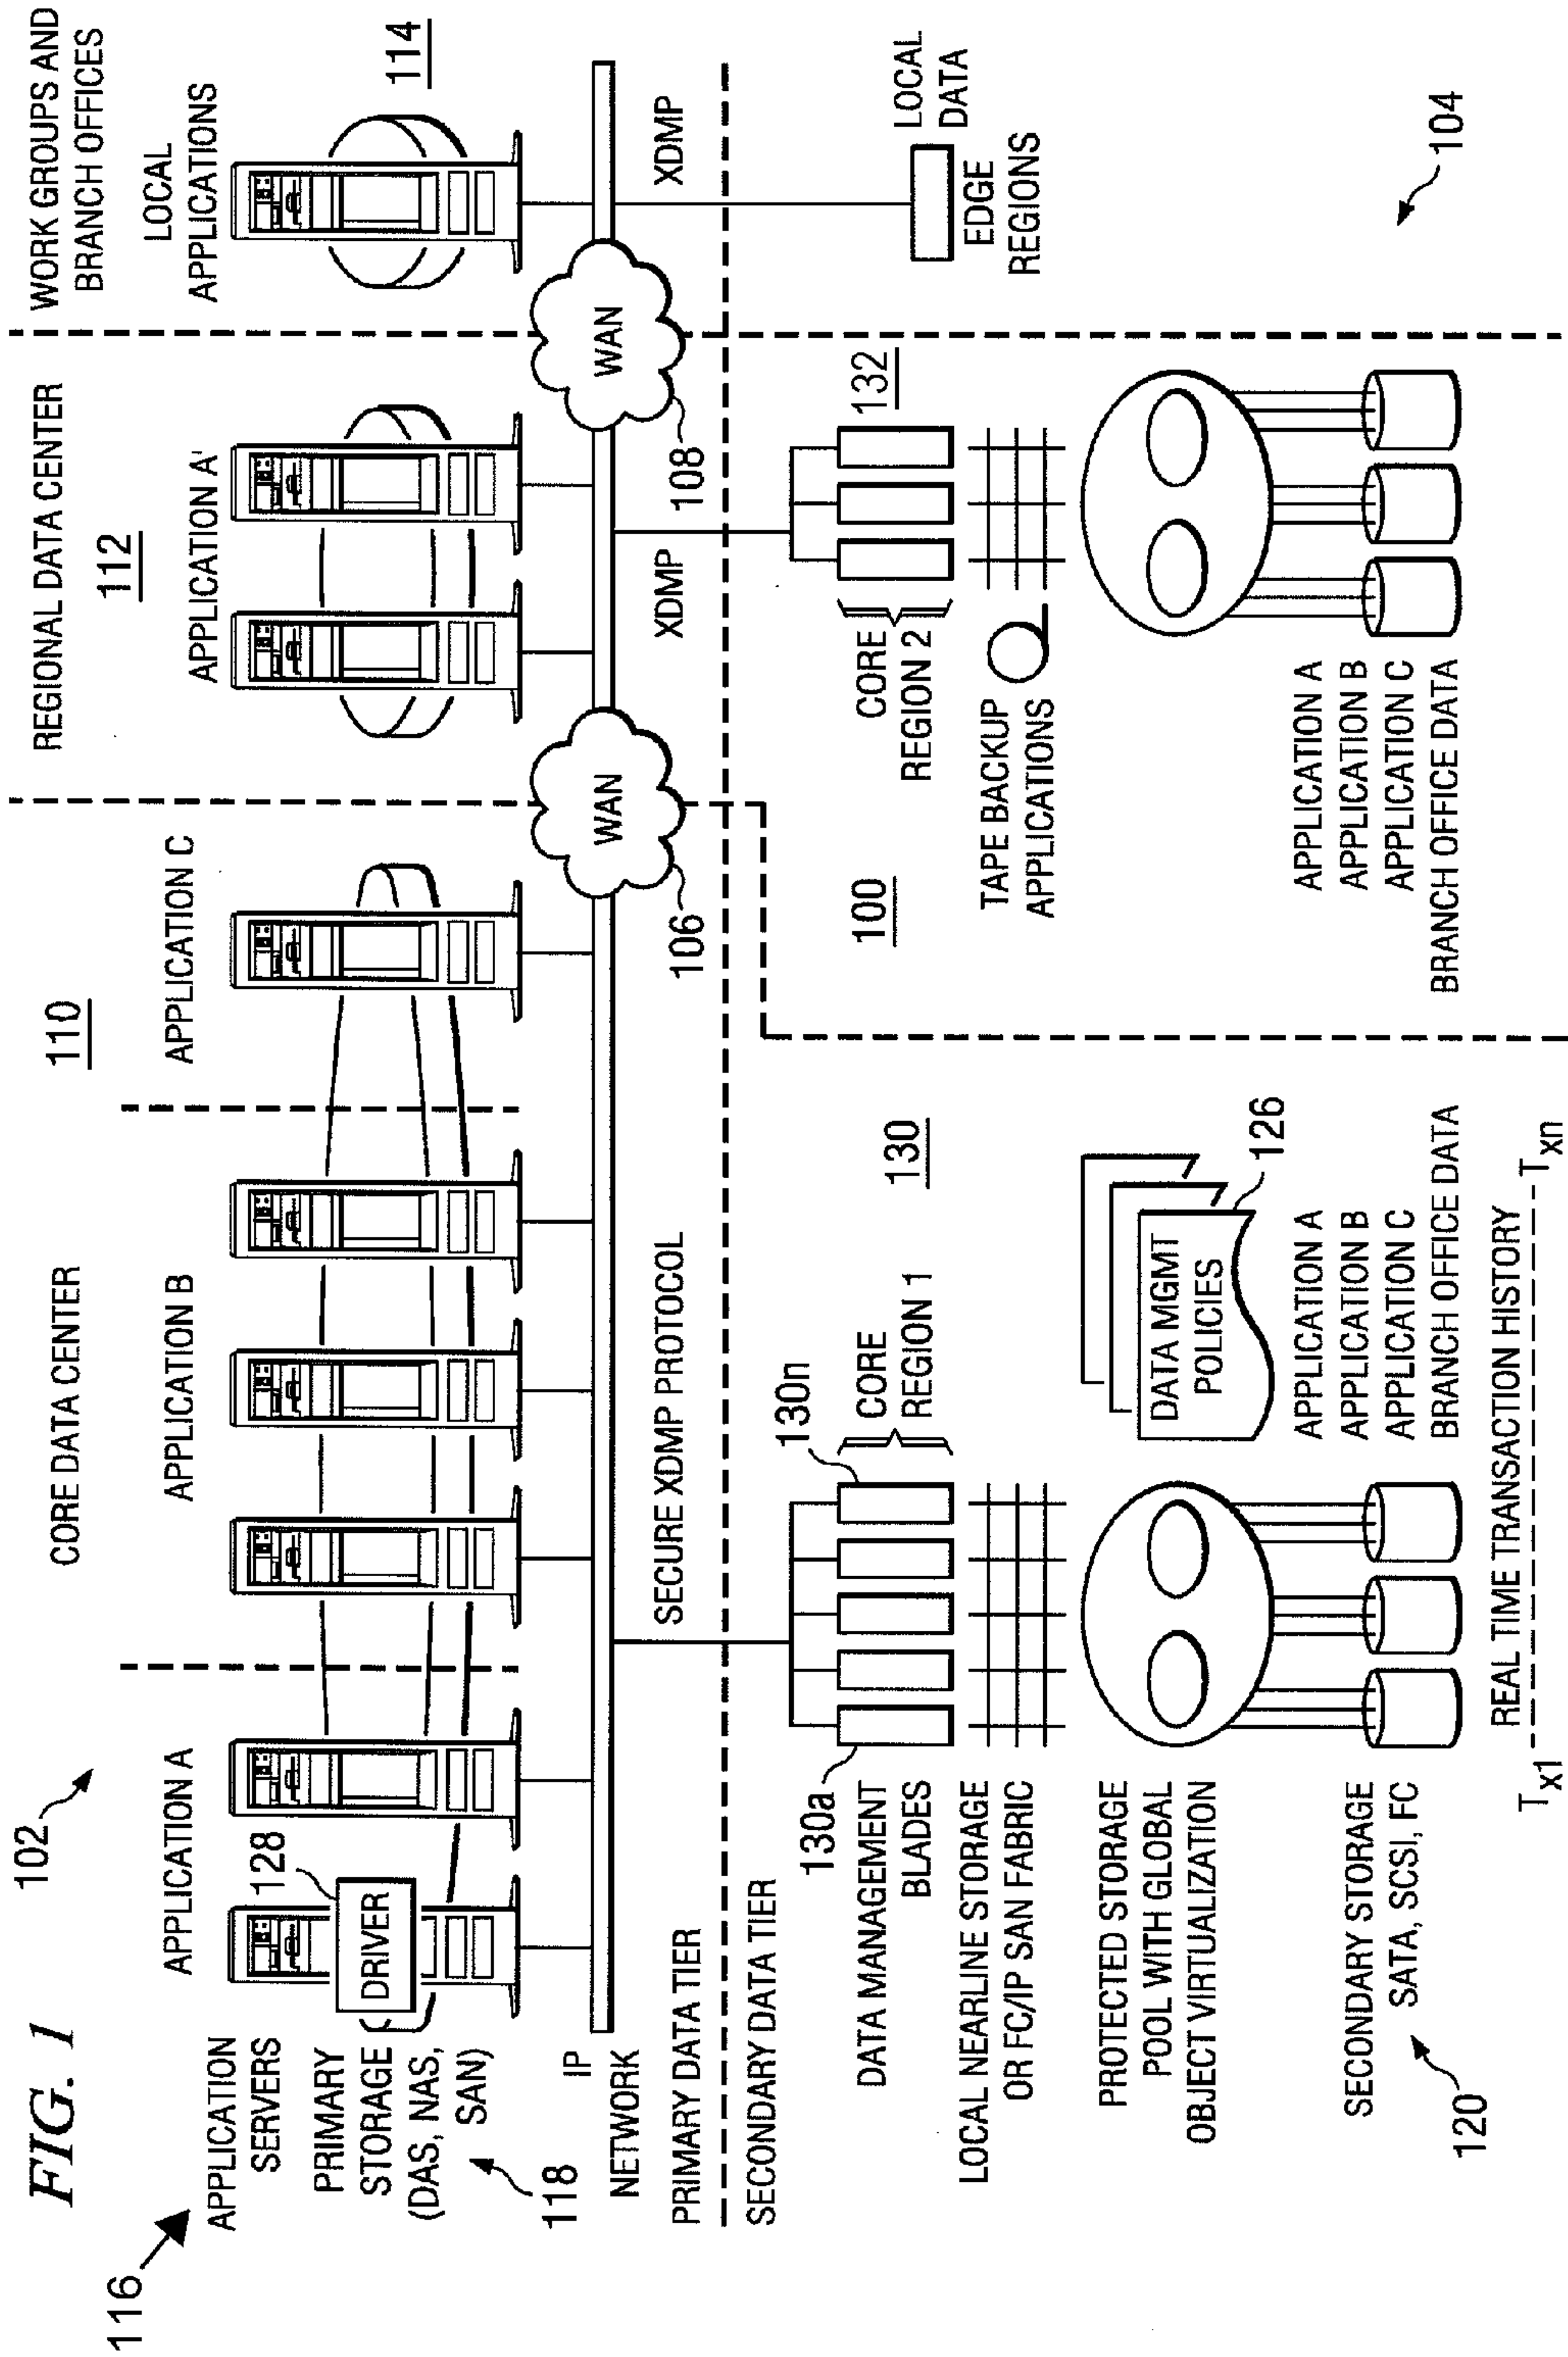 FIG. 1
116
102
CORE DATA CENTER
110
REGIONAL DATA CENTER
112
WORK GROUPS AND
BRANCH OFFICES
114
APPLICATION
SERVERS
APPLICATION A
APPLICATION B
APPLICATION C
APPLICATION A'
LOCAL
APPLICATIONS
128
DRIVER
PRIMARY
STORAGE
(DAS, NAS,
SAN)
118
IP
NETWORK
WAN
106
WAN
108
PRIMARY DATA TIER
SECURE XDMP PROTOCOL
XDMP
XDMP
SECONDARY DATA TIER
130a
130n
130
DATA MANAGEMENT
BLADES
CORE
REGION 1
100
CORE
REGION 2
132
LOCAL
DATA
EDGE
REGIONS
LOCAL NEARLINE STORAGE
OR FC/IP SAN FABRIC
TAPE BACKUP
APPLICATIONS
PROTECTED STORAGE
POOL WITH GLOBAL
OBJECT VIRTUALIZATION
DATA MGMT
POLICIES
126
104
SECONDARY STORAGE
SATA, SCSI, FC
120
APPLICATION A
APPLICATION B
APPLICATION C
BRANCH OFFICE DATA
APPLICATION A
APPLICATION B
APPLICATION C
BRANCH OFFICE DATA
REAL TIME TRANSACTION HISTORY
Tx1
Txn